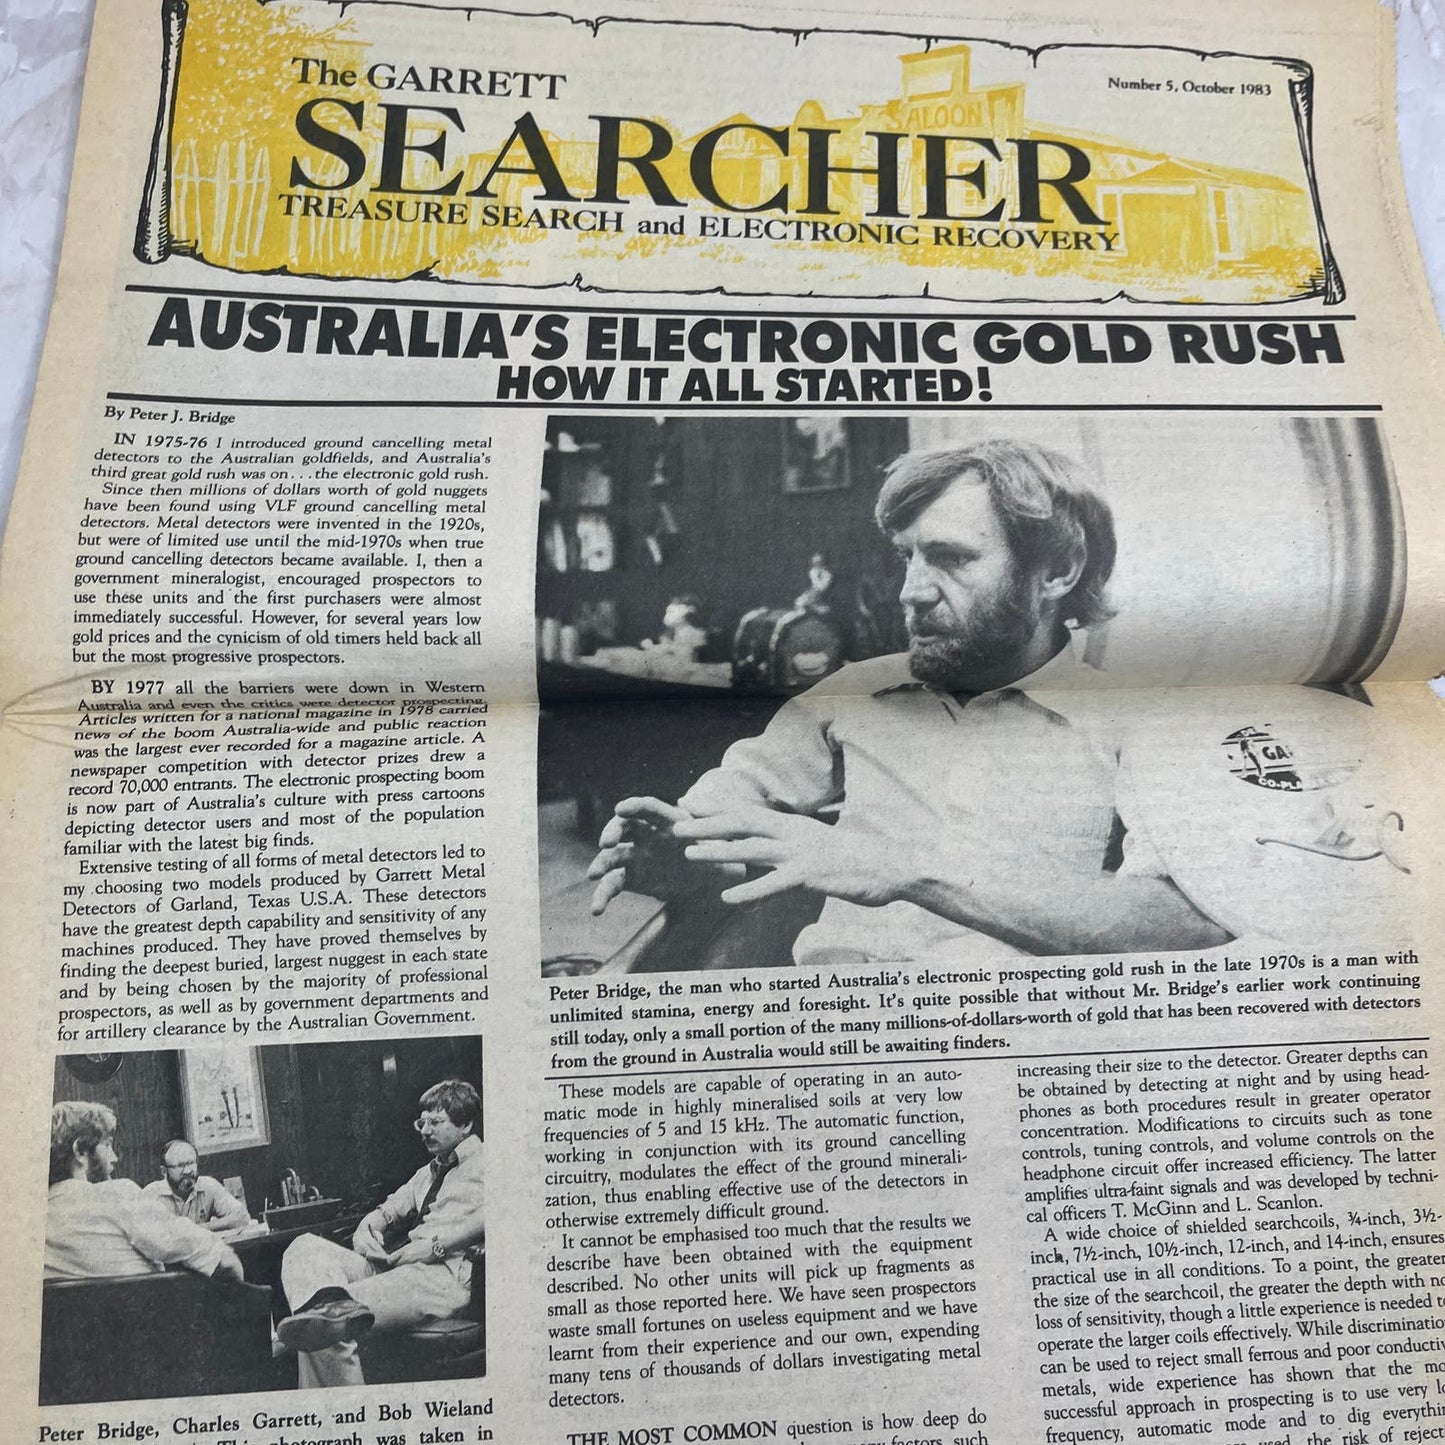 The GARRETT
Number 5, October 1983
SALOON
SEARCHER
TREASURE SEARCH and ELECTRONIC RECOVERY
AUSTRALIA'S ELECTRONIC GOLD RUSH
HOW IT ALL STARTED!
By Peter J. Bridge
IN 1975-76 I introduced ground cancelling metal
detectors to the Australian goldfields, and Australia's
third great gold rush was on...the electronic gold rush.
Since then millions of dollars worth of gold nuggets
have been found using VLF ground cancelling metal
detectors. Metal detectors were invented in the 1920s,
but were of limited use until the mid-1970s when true
ground cancelling detectors became available. I, then a
government mineralogist, encouraged prospectors to
use these units and the first purchasers were almost
immediately successful. However, for several years low
gold prices and the cynicism of old timers held back all
but the most progressive prospectors.
BY 1977 all the barriers were down in Western
Australia and even the critics were detector prospecting.
Articles written for a national magazine in 1978 carried
news of the boom Australia-wide and public reaction
was the largest ever recorded for a magazine article. A
newspaper competition with detector prizes drew a
record 70,000 entrants. The electronic prospecting boom
is now part of Australia's culture with press cartoons
depicting detector users and most of the population
familiar with the latest big finds.
Extensive testing of all forms of metal detectors led to
my choosing two models produced by Garrett Metal
Detectors of Garland, Texas U.S.A. These detectors
have the greatest depth capability and sensitivity of any
machines produced. They have proved themselves by
finding the deepest buried, largest nugget in each state
and by being chosen by the majority of professional
prospectors, as well as by government departments and
for artillery clearance by the Australian Government.
Peter Bridge, Charles Garrett, and Bob Wieland
This photograph was taken in
GA
CO-PLA
Peter Bridge, the man who started Australia's electronic prospecting gold rush in the late 1970s is a man with
unlimited stamina, energy and foresight. It's quite possible that without Mr. Bridge's earlier work continuing
still today, only a small portion of the many millions-of-dollars-worth of gold that has been recovered with detectors
from the ground in Australia would still be awaiting finders.
These models are capable of operating in an auto-
matic mode in highly mineralised soils at very low
frequencies of 5 and 15 kHz. The automatic function,
working in conjunction with its ground cancelling
circuitry, modulates the effect of the ground minerali-
zation, thus enabling effective use of the detectors in
otherwise extremely difficult ground.
It cannot be emphasised too much that the results we
describe have been obtained with the equipment
described. No other units will pick up fragments as
small as those reported here. We have seen prospectors
waste small fortunes on useless equipment and we have
learnt from their experience and our own, expending
many tens of thousands of dollars investigating metal
detectors.
THE MOST COMMON question is how deep do
factors such
increasing their size to the detector. Greater depths can
be obtained by detecting at night and by using head-
phones as both procedures result in greater operator
concentration. Modifications to circuits such as tone
controls, tuning controls, and volume controls on the
headphone circuit offer increased efficiency. The latter
amplifies ultra-faint signals and was developed by techni-
cal officers T. McGinn and L. Scanlon.
A wide choice of shielded searchcoils, ¾-inch, 3½-
inch, 7½-inch, 10½-inch, 12-inch, and 14-inch, ensures
practical use in all conditions. To a point, the greater
the size of the searchcoil, the greater the depth with no
loss of sensitivity, though a little experience is needed t
operate the larger coils effectively. While discriminatio
can be used to reject small ferrous and poor conductiv
metals, wide experience has shown that the mo
successful approach in prospecting is to use very l
frequency, automatic mode and to dig everythin
used, the risk of reject